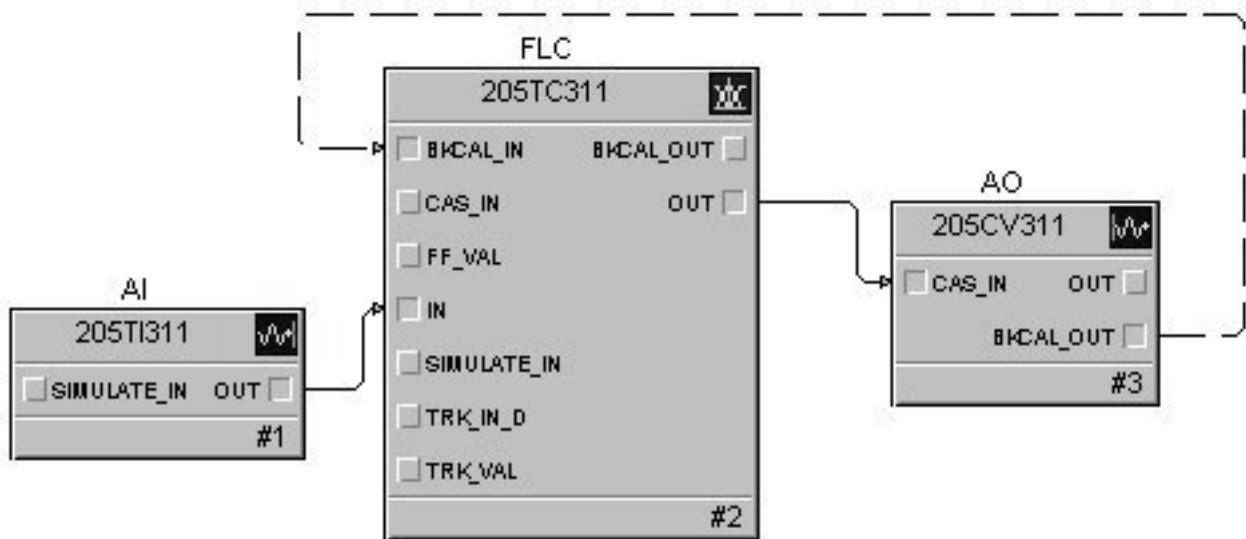 FLC
205TC311
BKCAL_IN BKCAL_OUT
CAS_IN OUT
FF_VAL
IN
SIMULATE_IN
TRK_IN_D
TRK_VAL
#2
AI
205TI311
SIMULATE_IN OUT
#1
AO
205CV311
CAS_IN OUT
BKCAL_OUT
#3